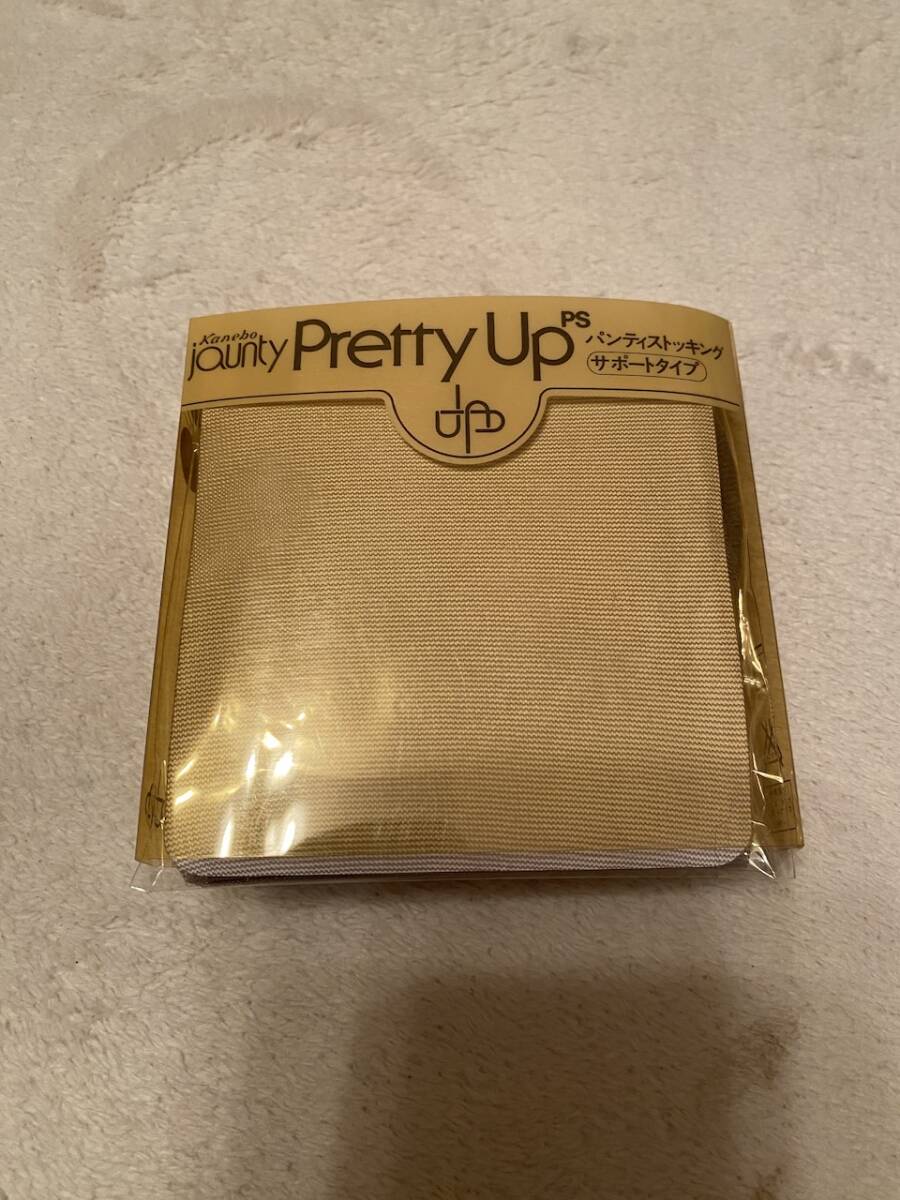 Kanebo
jaunty Pretty Up PS
パンティストッキング
サポートタイプ
up